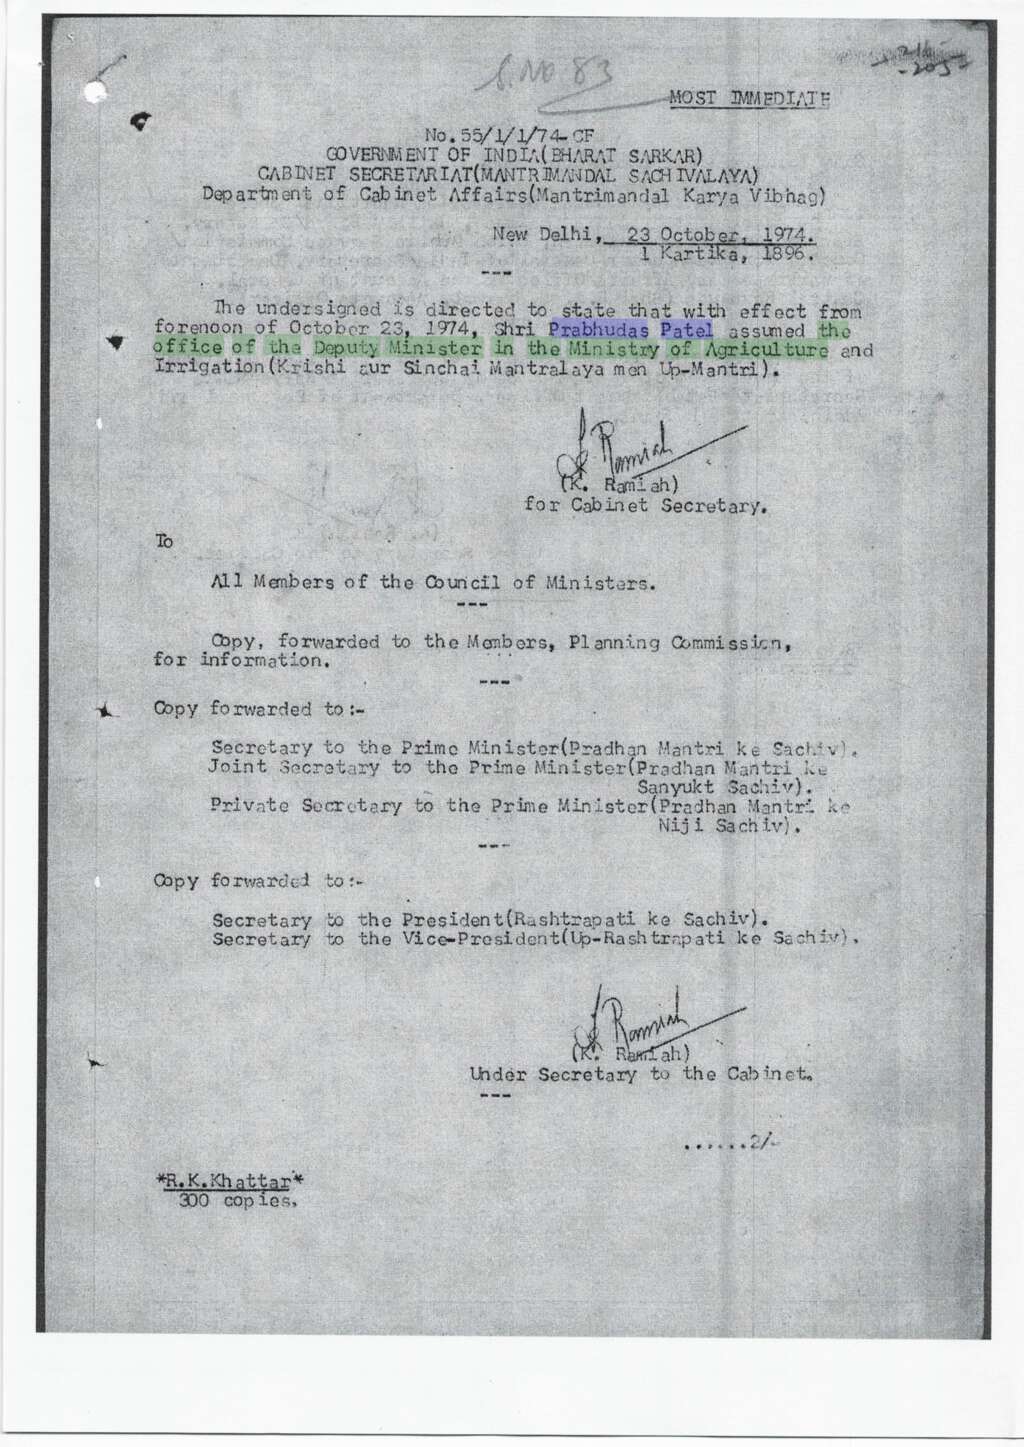 S.No 83
MOST IMMEDIATE
No.55/1/1/74-CF
GOVERNMENT OF INDIA(BHARAT SARKAR)
CABINET SECRETARIAT(MANTRIMANDAL SACHIVALAYA)
Department of Cabinet Affairs(Mantrimandal Karya Vibhag)
New Delhi, 23 October, 1974.
1 Kartika, 1896.
---
The undersigned is directed to state that with effect from
forenoon of October 23, 1974, Shri Prabhudas Patel assumed the
office of the Deputy Minister in the Ministry of Agriculture and
Irrigation(Krishi aur Sinchai Mantralaya men Up-Mantri).
Ramiah
(K. Ramiah)
for Cabinet Secretary.
To
All Members of the Council of Ministers.
---
Copy, forwarded to the Members, Planning Commission,
for information.
---
Copy forwarded to:-
Secretary to the Prime Minister(Pradhan Mantri ke Sachiv).
Joint Secretary to the Prime Minister(Pradhan Mantri ke
Sanyukt Sachiv).
Private Secretary to the Prime Minister(Pradhan Mantri ke
Niji Sachiv).
---
Copy forwarded to:-
Secretary to the President(Rashtrapati ke Sachiv).
Secretary to the Vice-President(Up-Rashtrapati ke Sachiv).
Ramiah
(K. Ramiah)
Under Secretary to the Cabinet.
---
......2/-
*R.K.Khattar*
300 copies.